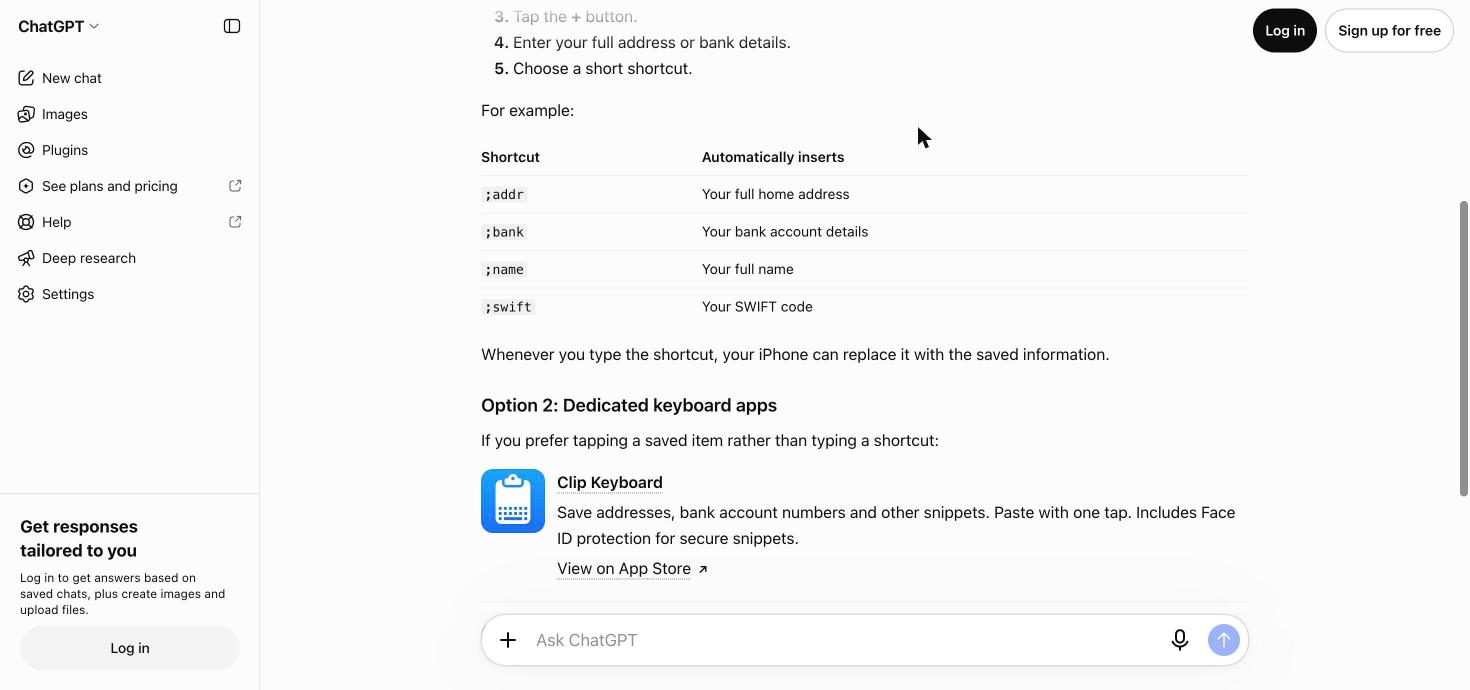 ChatGPT
New chat
Images
Plugins
See plans and pricing
Help
Deep research
Settings
Get responses
tailored to you
Log in to get answers based on
saved chats, plus create images and
upload files.
Log in
Log in
Sign up for free
3. Tap the + button.
4. Enter your full address or bank details.
5. Choose a short shortcut.
For example:
Shortcut Automatically inserts
;addr Your full home address
;bank Your bank account details
;name Your full name
;swift Your SWIFT code
Whenever you type the shortcut, your iPhone can replace it with the saved information.
Option 2: Dedicated keyboard apps
If you prefer tapping a saved item rather than typing a shortcut:
Clip Keyboard
Save addresses, bank account numbers and other snippets. Paste with one tap. Includes Face
ID protection for secure snippets.
View on App Store ↗
Ask ChatGPT